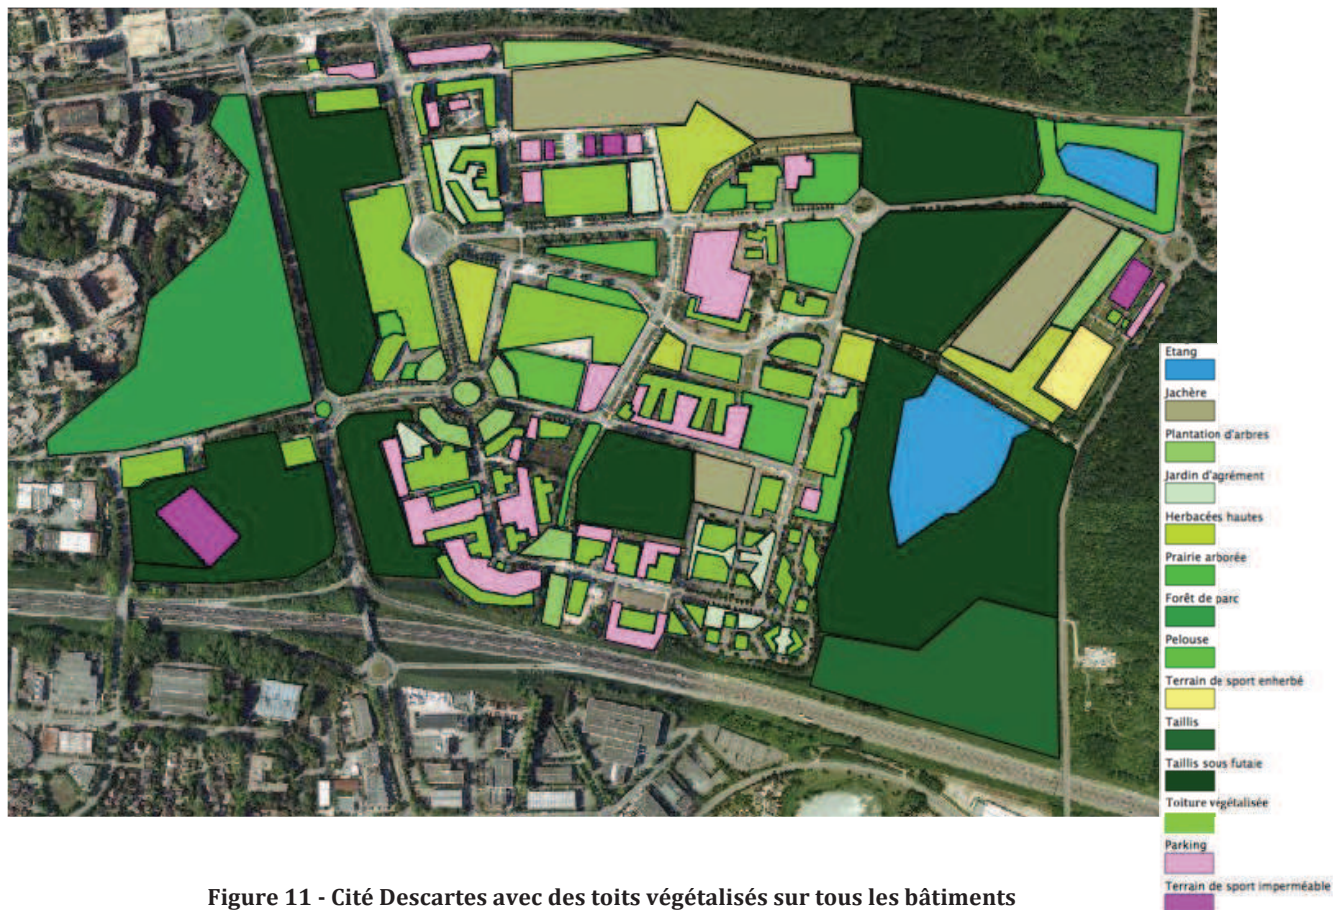 Etang
Jachère
Plantation d'arbres
Jardin d'agrément
Herbacées hautes
Prairie arborée
Forêt de parc
Pelouse
Terrain de sport enherbé
Taillis
Taillis sous futaie
Toiture végétalisée
Parking
Terrain de sport imperméable
Figure 11 - Cité Descartes avec des toits végétalisés sur tous les bâtiments